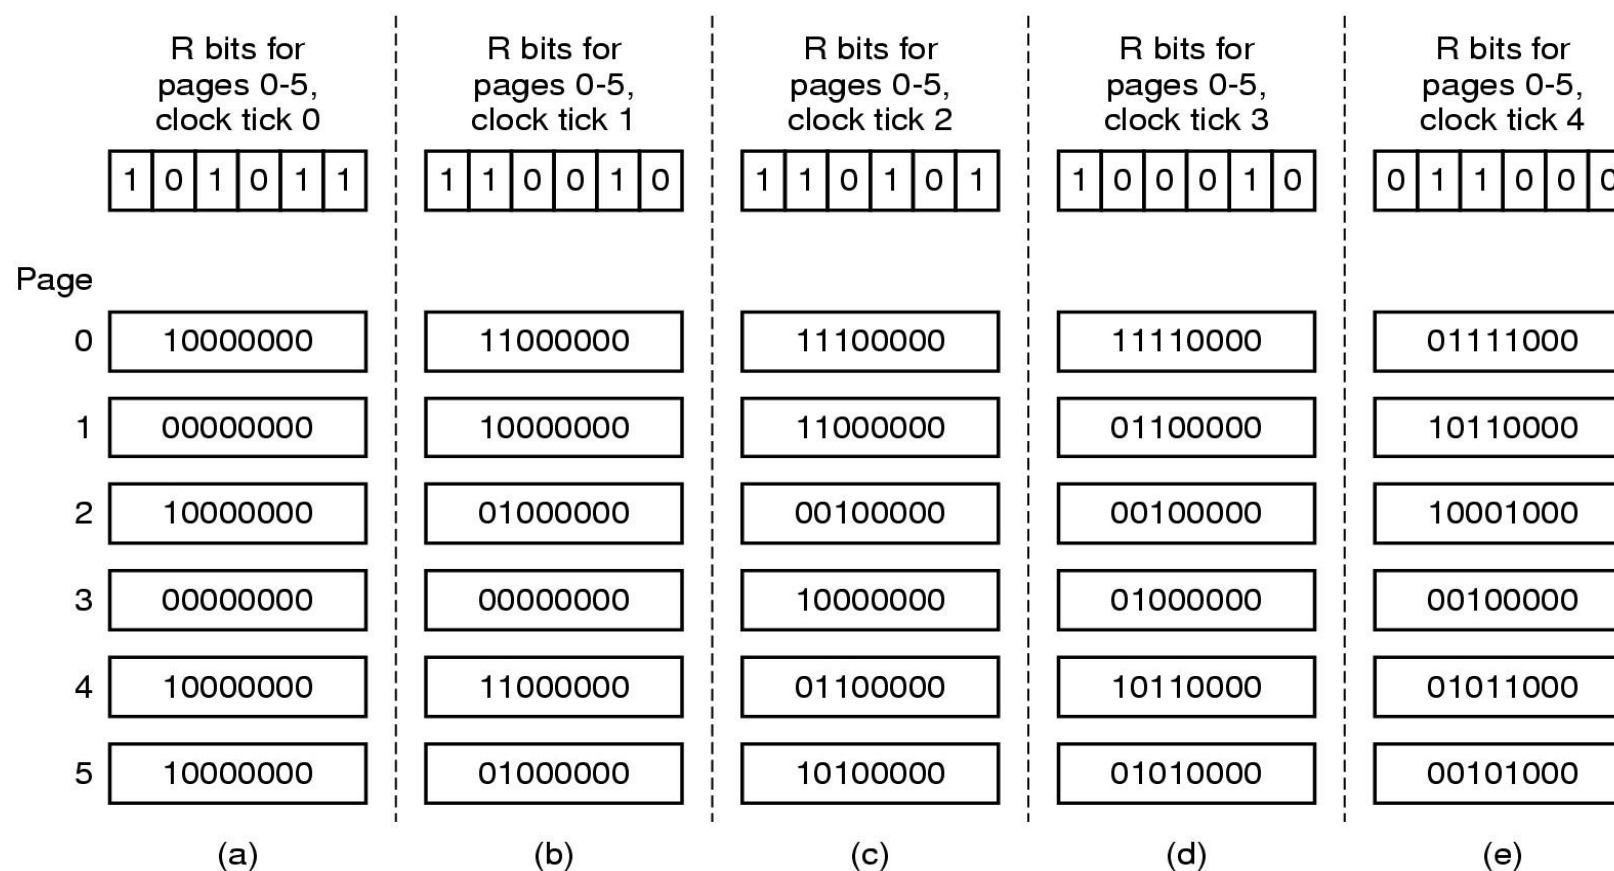 R bits for pages 0-5, clock tick 0
R bits for pages 0-5, clock tick 1
R bits for pages 0-5, clock tick 2
R bits for pages 0-5, clock tick 3
R bits for pages 0-5, clock tick 4
1 0 1 0 1 1
1 1 0 0 1 0
1 1 0 1 0 1
1 0 0 0 1 0
0 1 1 0 0 0
Page
0 10000000 11000000 11100000 11110000 01111000
1 00000000 10000000 11000000 01100000 10110000
2 10000000 01000000 00100000 00100000 10001000
3 00000000 00000000 10000000 01000000 00100000
4 10000000 11000000 01100000 10110000 01011000
5 10000000 01000000 10100000 01010000 00101000
(a) (b) (c) (d) (e)